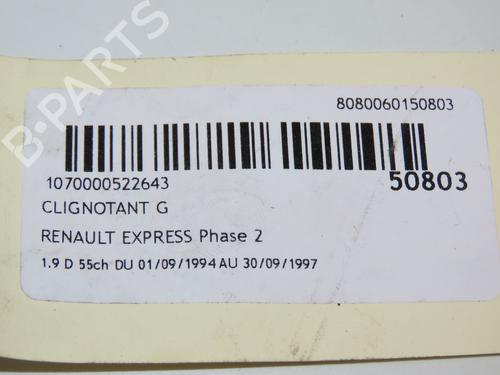 B-PARTS
8080060150803
1070000522643
50803
CLIGNOTANT G
RENAULT EXPRESS Phase 2
1.9 D 55ch DU 01/09/1994 AU 30/09/1997